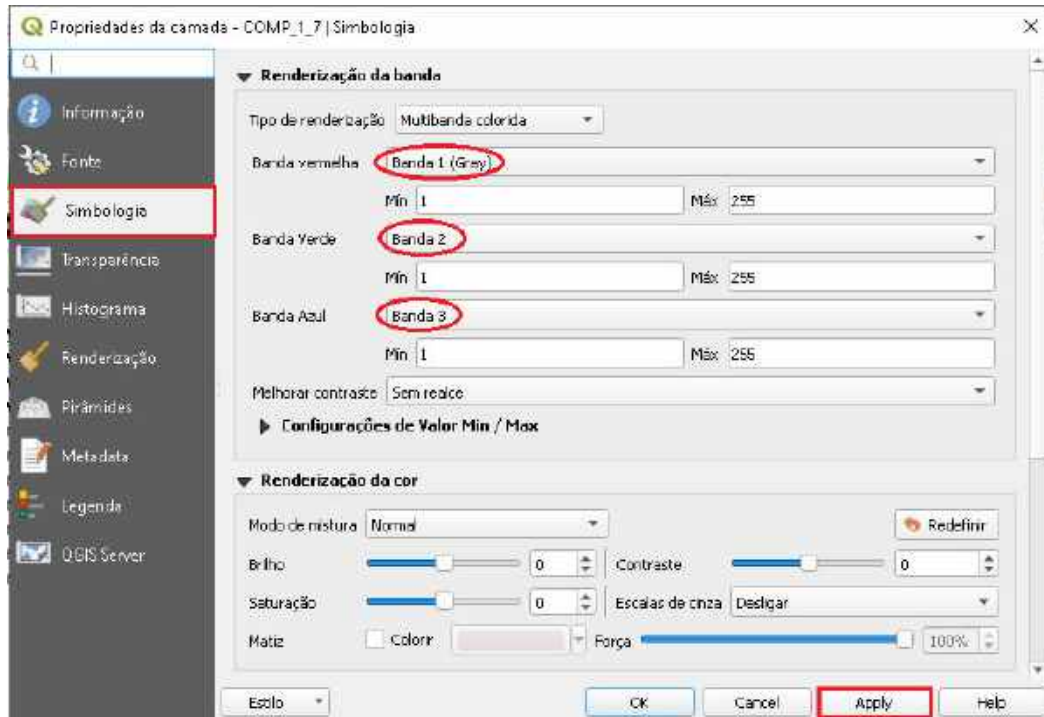 Propriedades da camada - COMP_1_7 | Simbologia
Informação
Fonte
Simbologia
Transparência
Histograma
Renderização
Pirâmides
Metadata
Legenda
QGIS Server
Renderização da banda
Tipo de renderização Multibanda colorida
Banda vermelha Banda 1 (Gray)
Mín 1 Máx 255
Banda Verde Banda 2
Mín 1 Máx 255
Banda Azul Banda 3
Mín 1 Máx 255
Melhorar contraste Sem realce
Configurações de Valor Min / Max
Renderização da cor
Modo de mistura Normal Redefinir
Brilho 0 Contraste 0
Saturação 0 Escalas de cinza Desligar
Matiz Colorir Força 100%
Estilo OK Cancel Apply Help